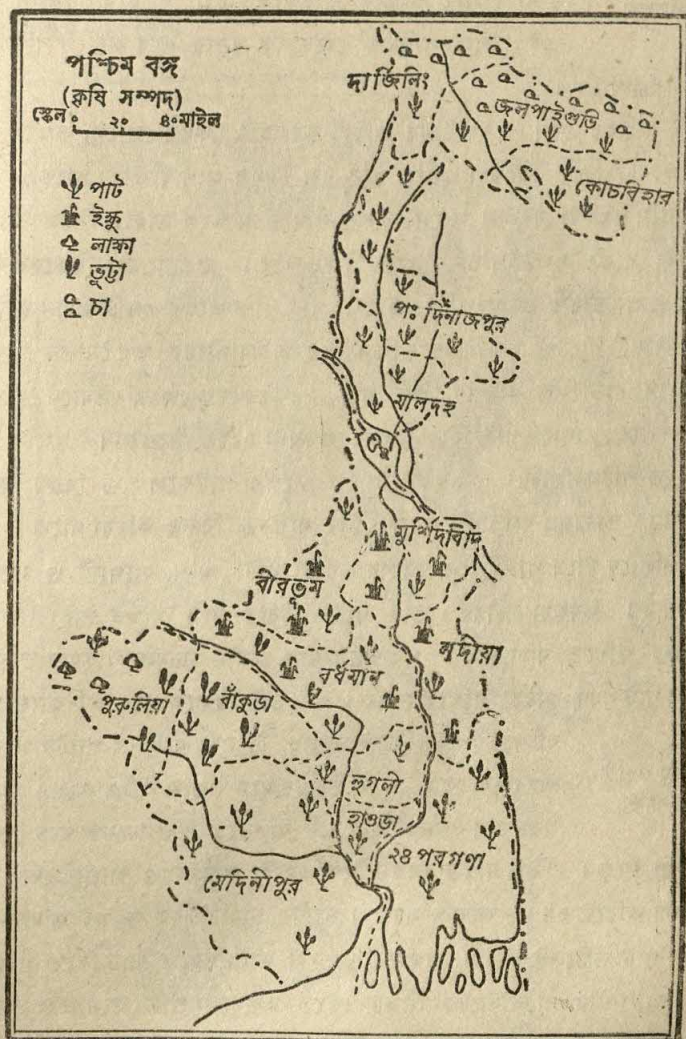 পশ্চিম বঙ্গ
(কৃষি সম্পদ)
স্কেল ০ ২০ ৪০ মাইল
পাট
ইক্ষু
লাক্ষা
ভূট্টা
চা
দার্জিলিং
জলপাইগুড়ি
কোচবিহার
পঃ দিনাজপুর
মালদহ
মুর্শিদাবাদ
বীরভূম
নদীয়া
বর্ধমান
পুরুলিয়া
বাঁকুড়া
হুগলী
হাওড়া
২৪ পরগণা
মেদিনীপুর